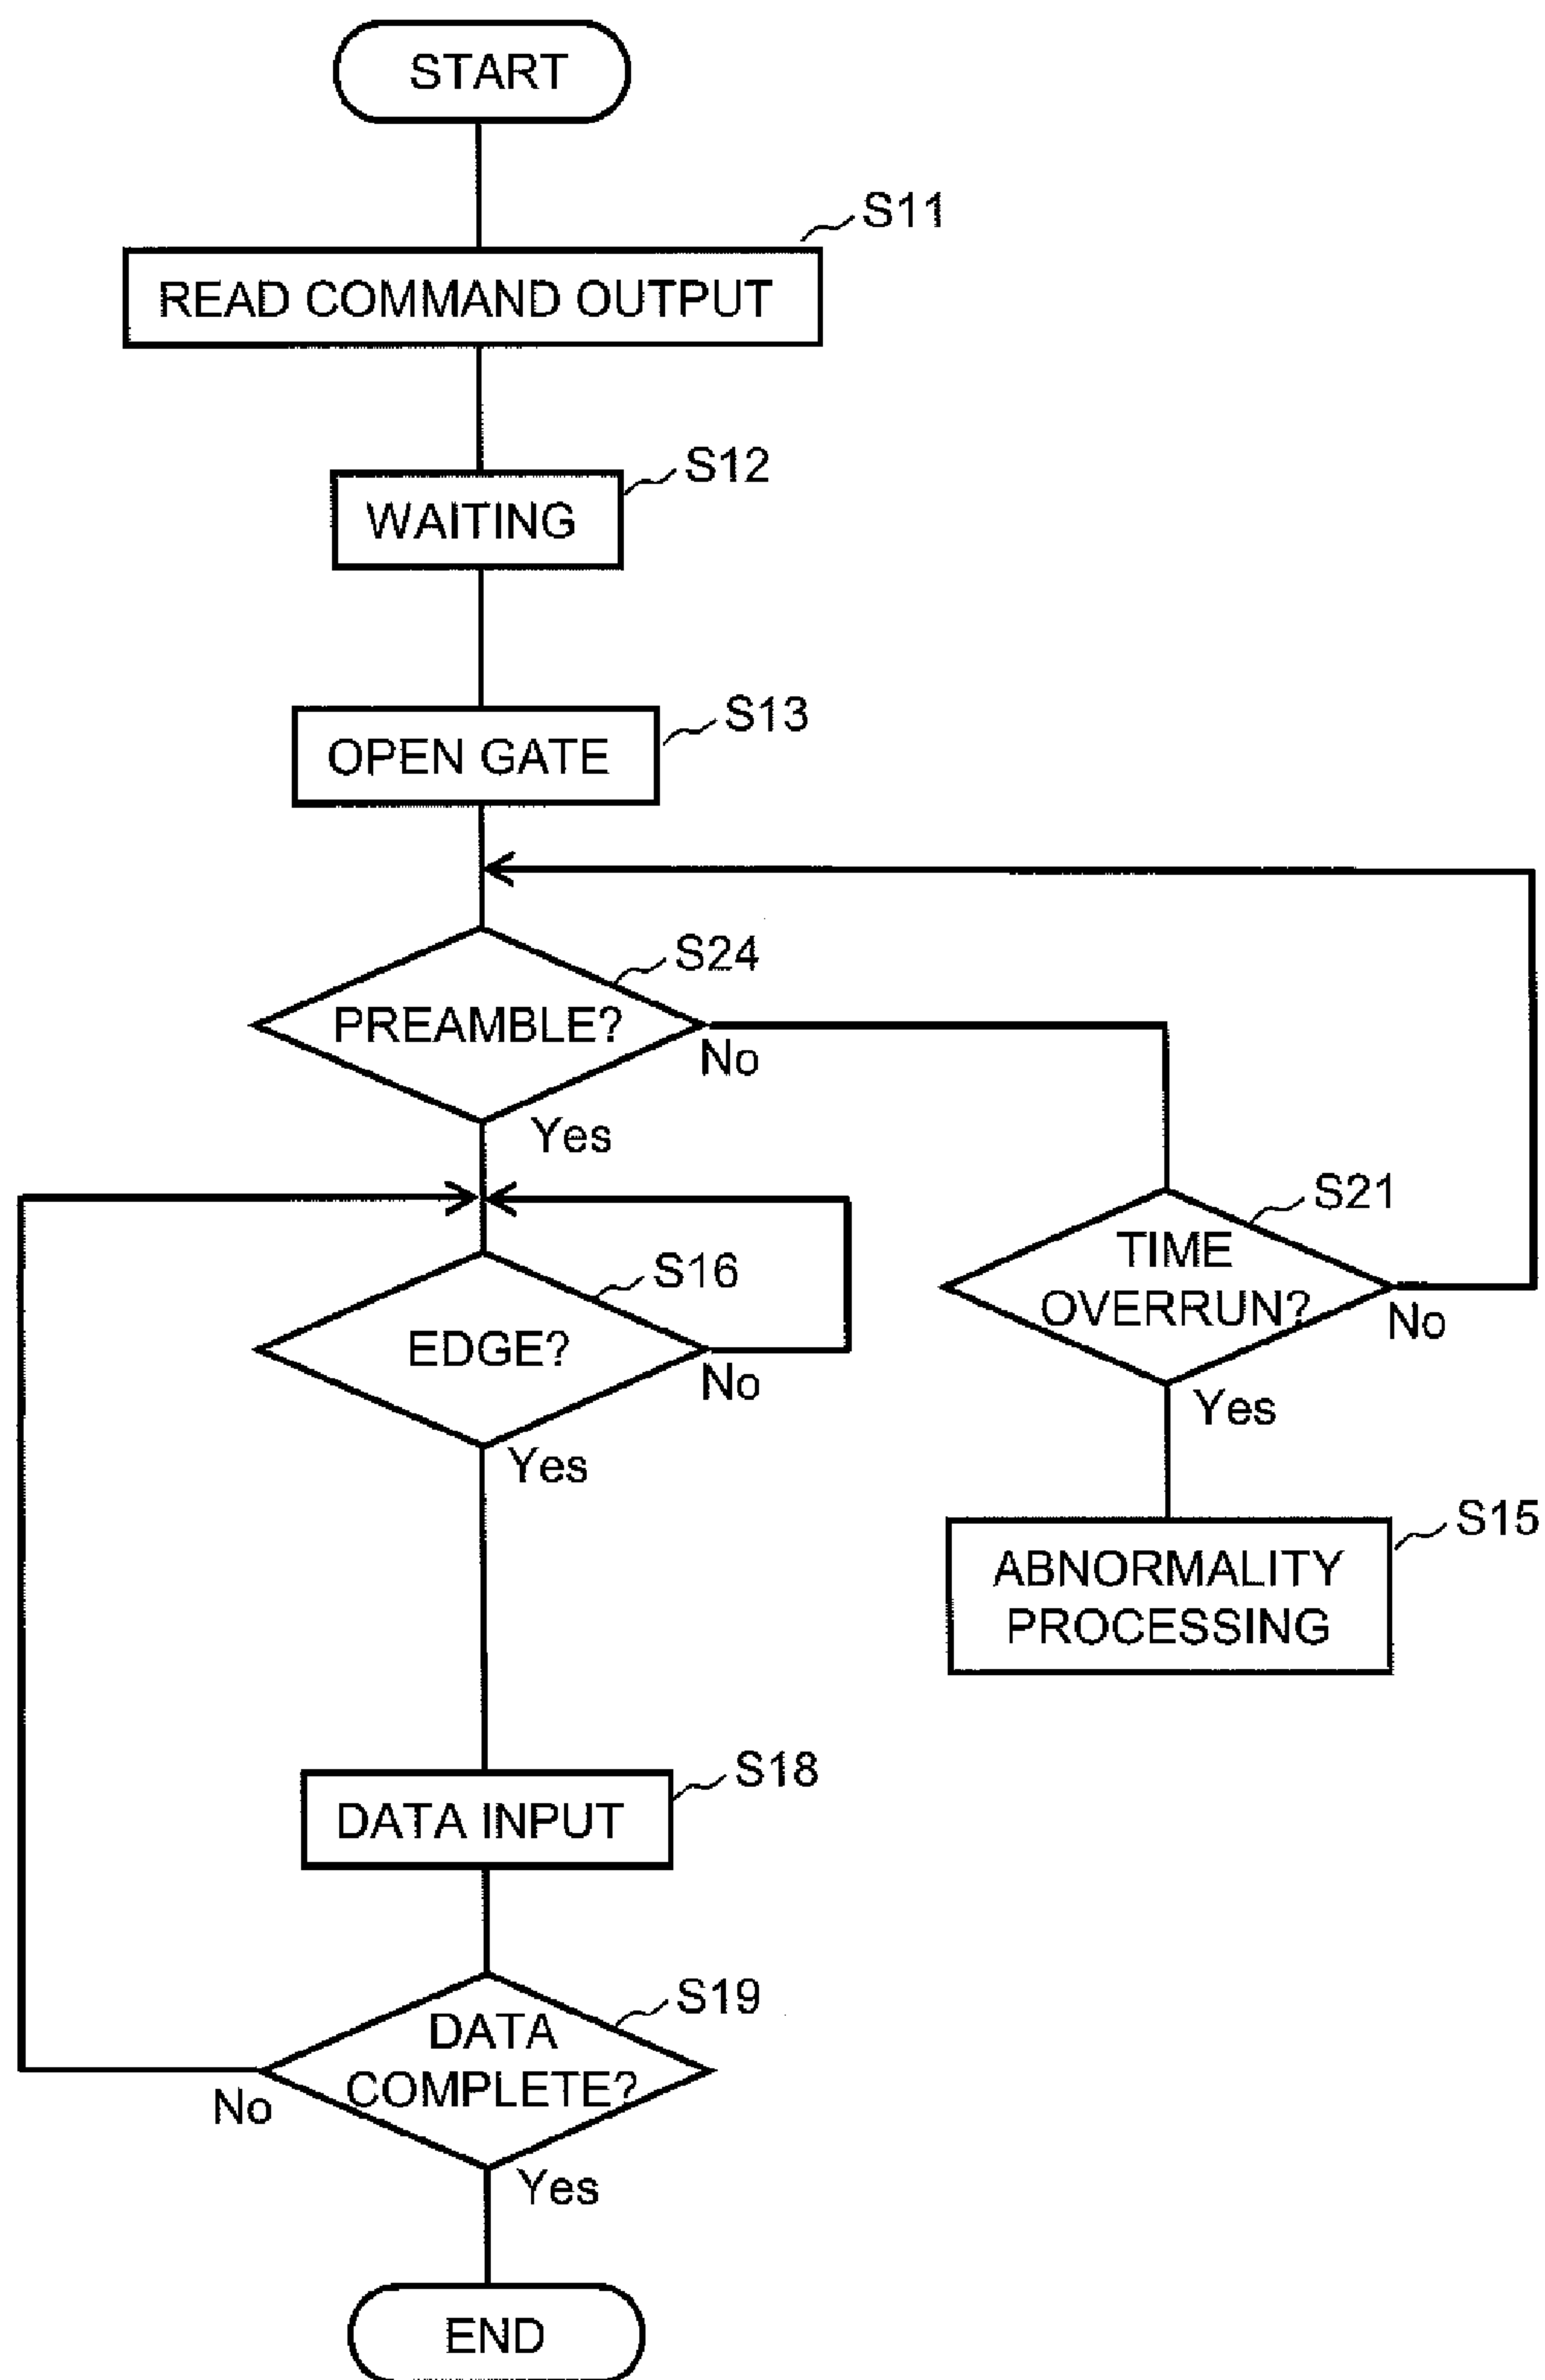 START
S11
READ COMMAND OUTPUT
S12
WAITING
S13
OPEN GATE
S24
PREAMBLE?
No
Yes
S21
TIME
OVERRUN?
No
Yes
S16
EDGE?
No
Yes
S15
ABNORMALITY
PROCESSING
S18
DATA INPUT
S19
DATA
COMPLETE?
No
Yes
END